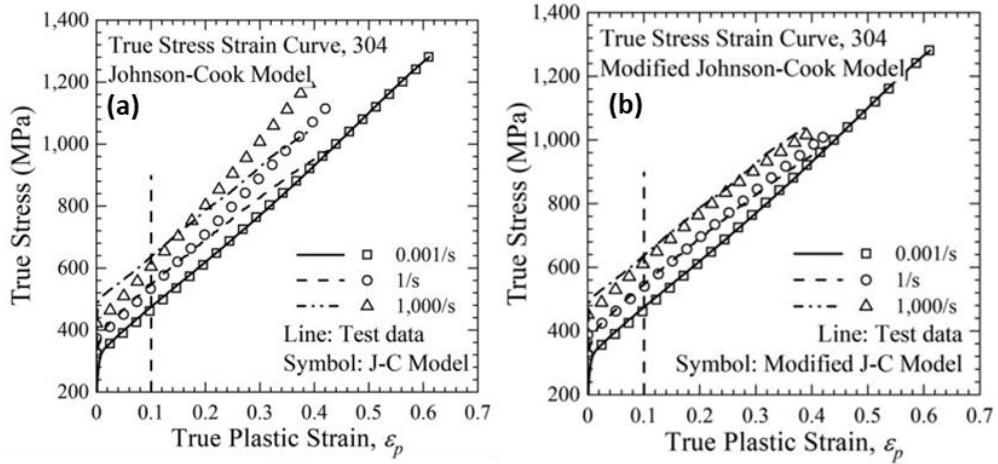 1,400
1,200
1,000
800
600
400
200
True Stress (MPa)
True Stress Strain Curve, 304
Johnson-Cook Model
(a)
0.001/s
1/s
1,000/s
Line: Test data
Symbol: J-C Model
0 0.1 0.2 0.3 0.4 0.5 0.6 0.7
True Plastic Strain, εp
1,400
1,200
1,000
800
600
400
200
True Stress (MPa)
True Stress Strain Curve, 304
Modified Johnson-Cook Model
(b)
0.001/s
1/s
1,000/s
Line: Test data
Symbol: Modified J-C Model
0 0.1 0.2 0.3 0.4 0.5 0.6 0.7
True Plastic Strain, εp